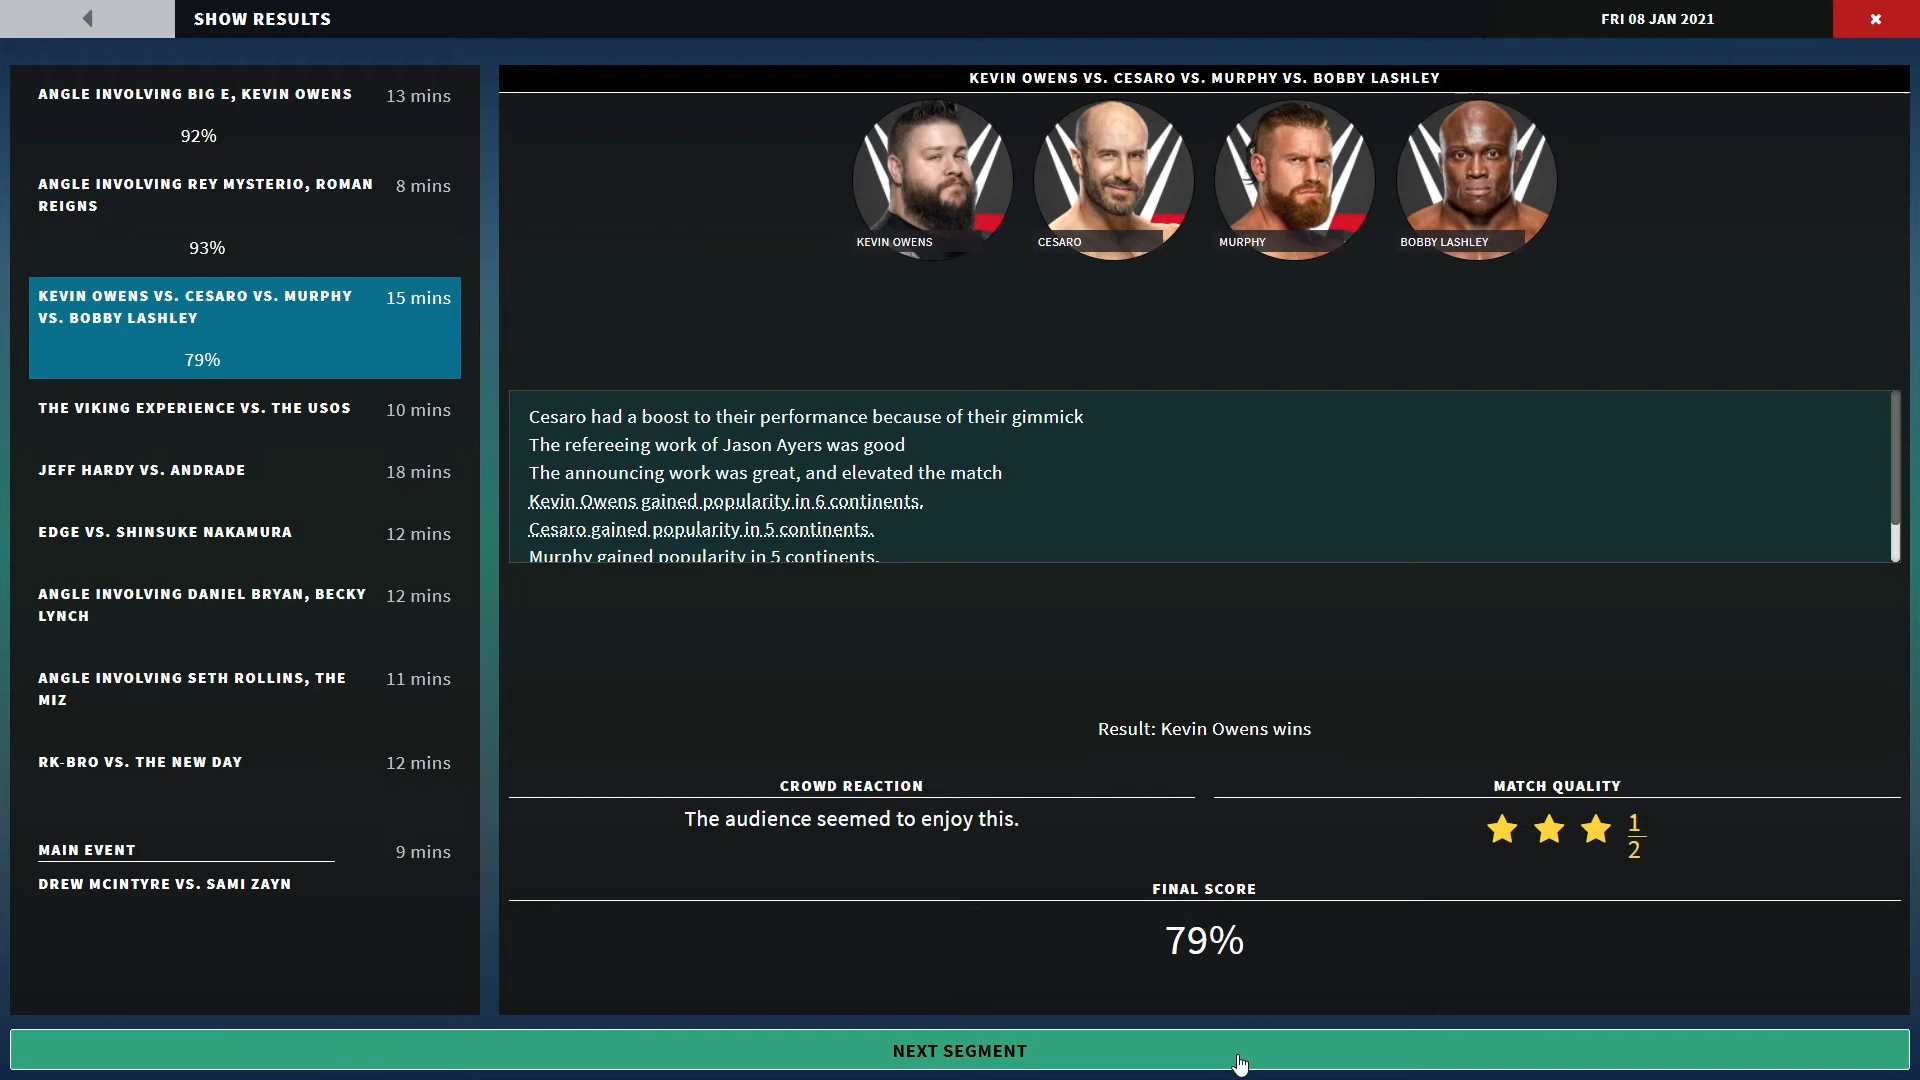 SHOW RESULTS
FRI 08 JAN 2021
ANGLE INVOLVING BIG E, KEVIN OWENS 13 mins
92%
ANGLE INVOLVING REY MYSTERIO, ROMAN 8 mins
REIGNS
93%
KEVIN OWENS VS. CESARO VS. MURPHY 15 mins
VS. BOBBY LASHLEY
79%
THE VIKING EXPERIENCE VS. THE USOS 10 mins
JEFF HARDY VS. ANDRADE 18 mins
EDGE VS. SHINSUKE NAKAMURA 12 mins
ANGLE INVOLVING DANIEL BRYAN, BECKY 12 mins
LYNCH
ANGLE INVOLVING SETH ROLLINS, THE 11 mins
MIZ
RK-BRO VS. THE NEW DAY 12 mins
MAIN EVENT 9 mins
DREW MCINTYRE VS. SAMI ZAYN
KEVIN OWENS VS. CESARO VS. MURPHY VS. BOBBY LASHLEY
KEVIN OWENS
CESARO
MURPHY
BOBBY LASHLEY
Cesaro had a boost to their performance because of their gimmick
The refereeing work of Jason Ayers was good
The announcing work was great, and elevated the match
Kevin Owens gained popularity in 6 continents.
Cesaro gained popularity in 5 continents.
Murphy gained popularity in 5 continents.
Result: Kevin Owens wins
CROWD REACTION
The audience seemed to enjoy this.
MATCH QUALITY
1
2
FINAL SCORE
79%
NEXT SEGMENT